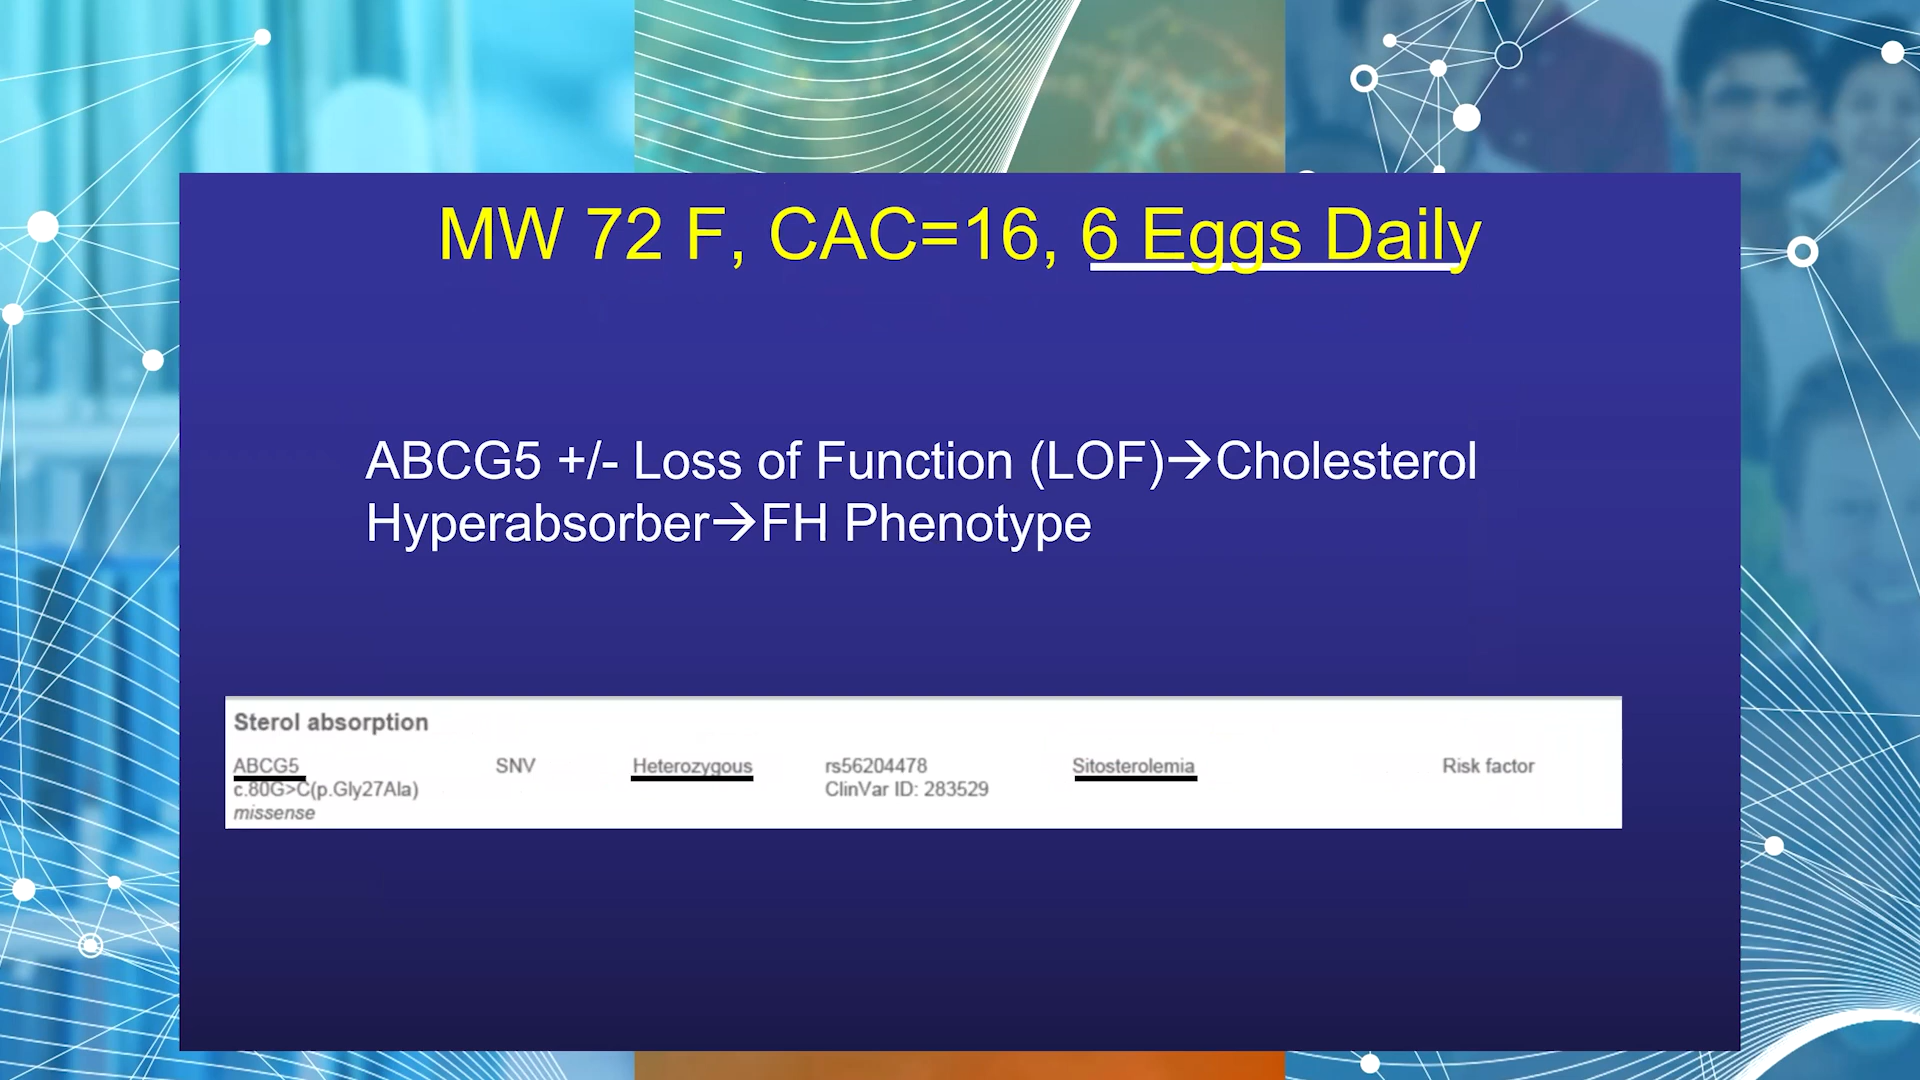 MW 72 F, CAC=16, 6 Eggs Daily
ABCG5 +/- Loss of Function (LOF)→Cholesterol
Hyperabsorber→FH Phenotype
Sterol absorption
ABCG5 SNV Heterozygous rs56204478 Sitosterolemia Risk factor
c.80G>C(p.Gly27Ala) ClinVar ID: 283529
missense